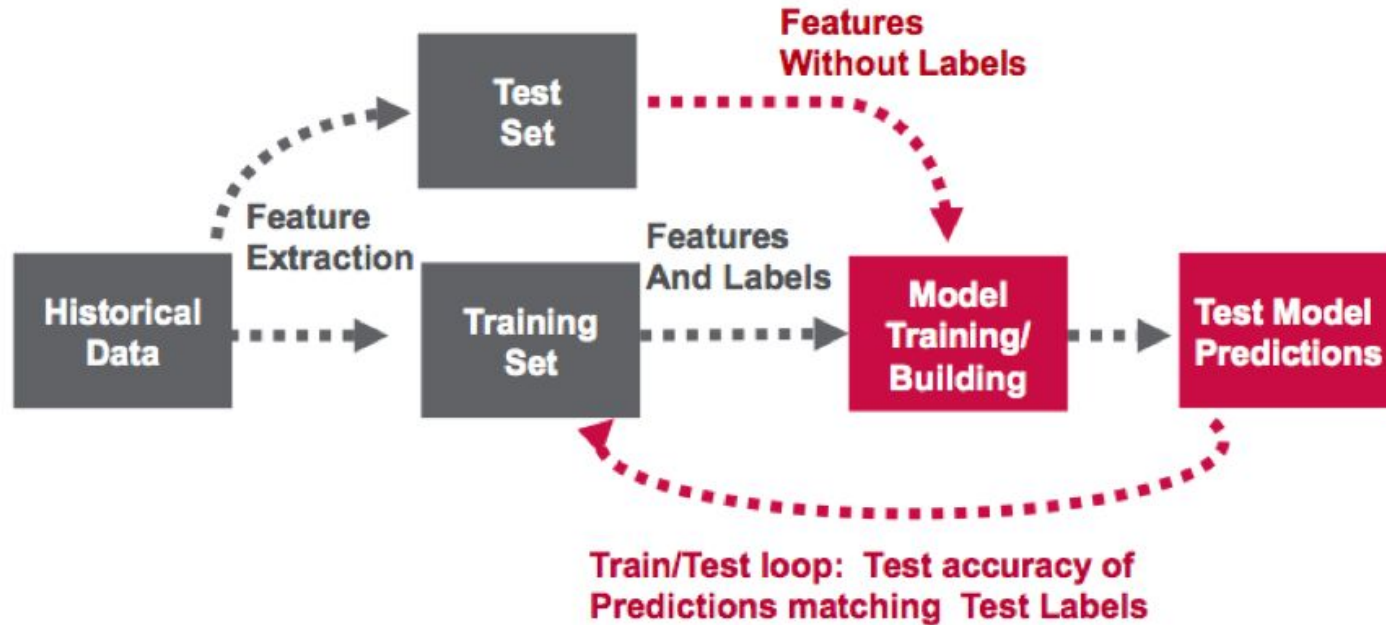 Features
Without Labels
Test
Set
Feature
Extraction
Features
And Labels
Historical
Data
Training
Set
Model
Training/
Building
Test Model
Predictions
Train/Test loop: Test accuracy of
Predictions matching Test Labels